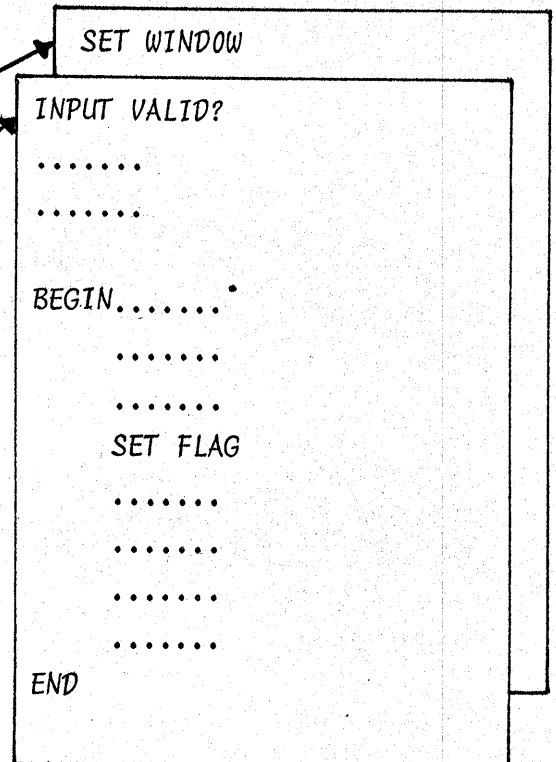 SET WINDOW
INPUT VALID?
.......
.......
BEGIN.......
.......
.......
SET FLAG
.......
.......
.......
.......
END